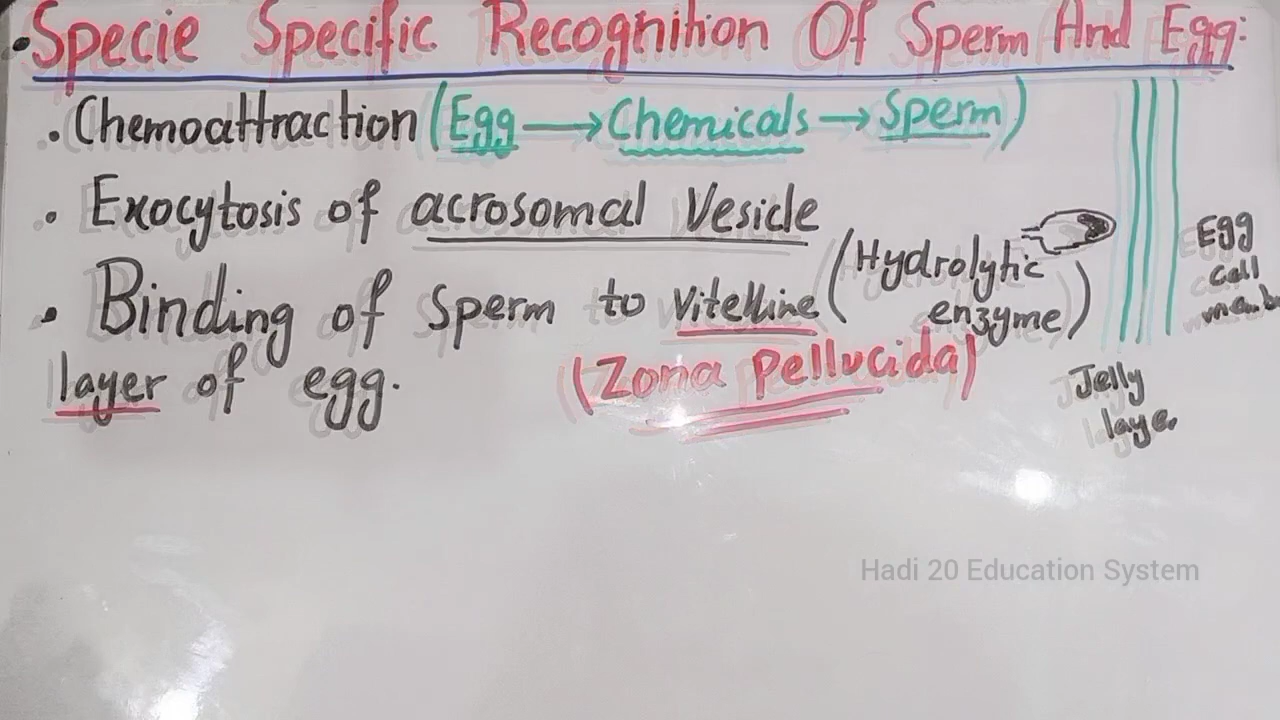 •Specie Specific Recognition Of Sperm And Egg:
• Chemoattraction (Egg → Chemicals → Sperm)
• Exocytosis of acrosomal Vesicle
(Hydrolytic enzyme)
• Binding of Sperm to vitelline
layer of egg.
(Zona Pellucida)
Egg
Cell
Jelly
layer
Hadi 20 Education System